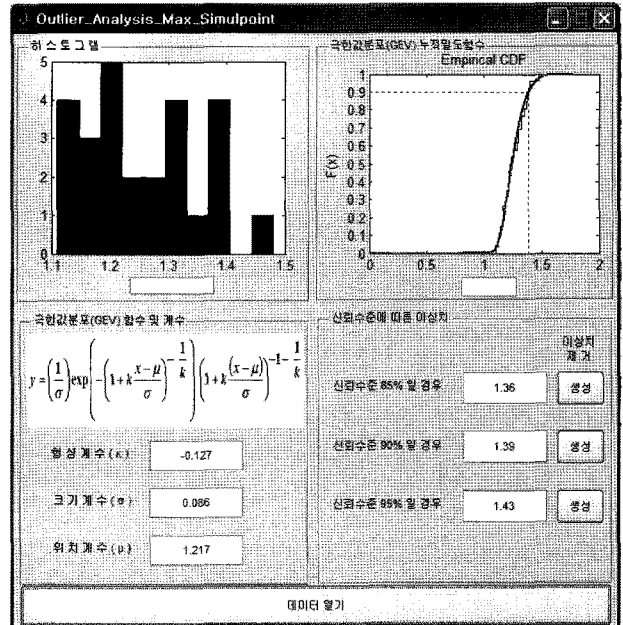 Outlier_Analysis_Max_Simulpoint
히스토그램
5
4
3
2
1
0
1.1 1.2 1.3 1.4 1.5
극한값분포(GEV) 누적밀도함수
Empirical CDF
F(x)
1
0.9
0.8
0.7
0.6
0.5
0.4
0.3
0.2
0.1
0
0 0.5 1 1.5 2
극한값분포(GEV) 함수 및 계수
y=(1/σ)exp(-(1+k(x-μ)/σ)^(-1/k))(1+k(x-μ)/σ)^(-1-1/k)
형상계수(κ) -0.127
크기계수(σ) 0.086
위치계수(μ) 1.217
신뢰수준에 따른 이상치
이상치
제거
신뢰수준 85% 일 경우 1.36 생성
신뢰수준 90% 일 경우 1.39 생성
신뢰수준 95% 일 경우 1.43 생성
데이터 열기